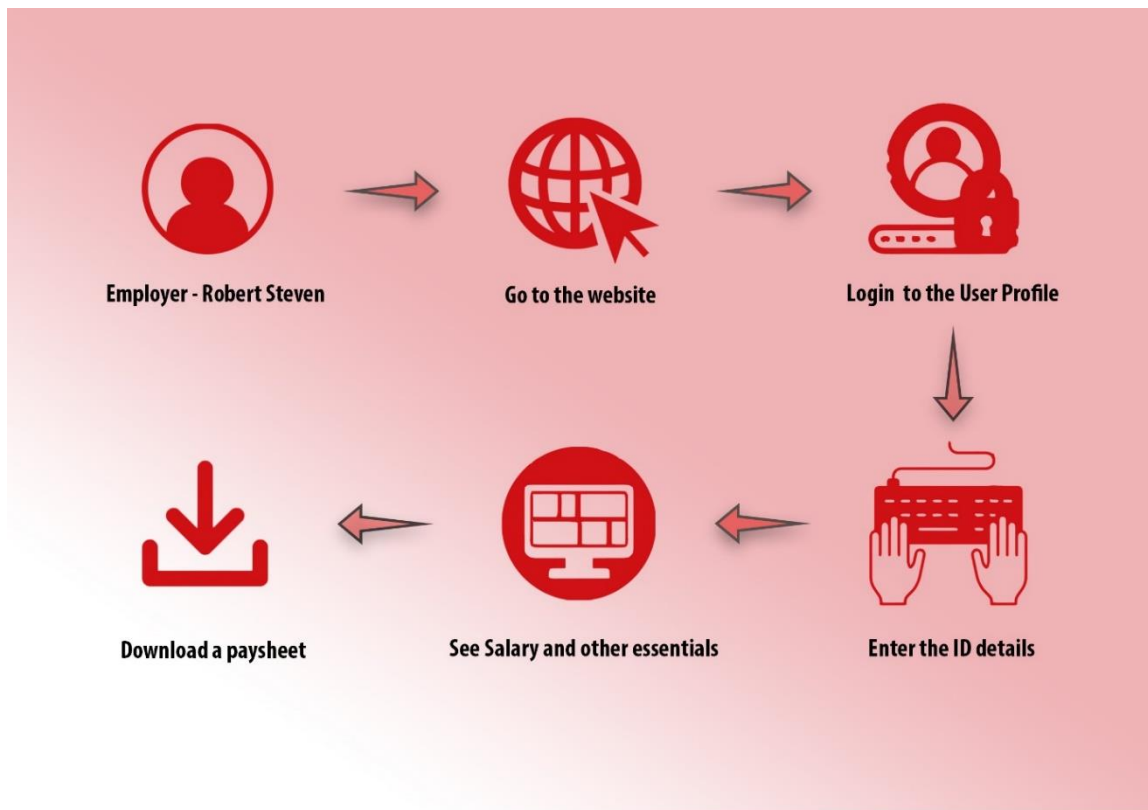 Employer - Robert Steven
Go to the website
Login to the User Profile
Enter the ID details
See Salary and other essentials
Download a paysheet